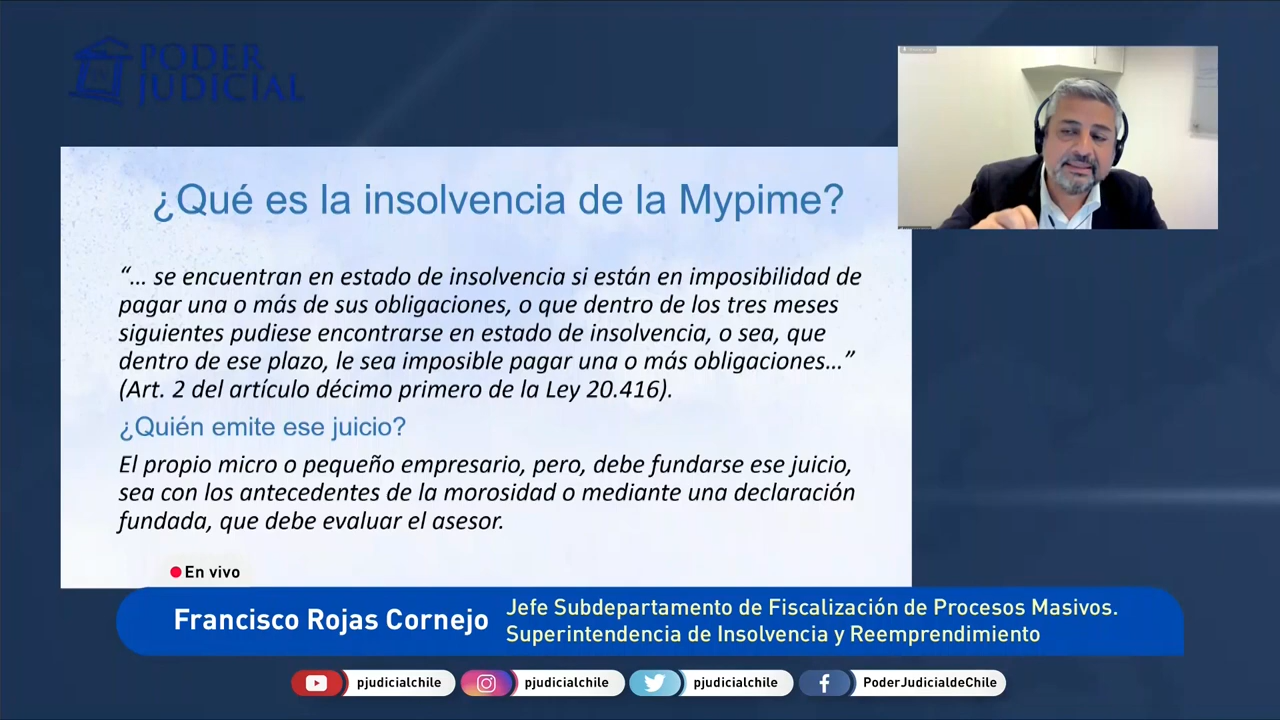 PODER
JUDICIAL
¿Qué es la insolvencia de la Mypime?
“... se encuentran en estado de insolvencia si están en imposibilidad de
pagar una o más de sus obligaciones, o que dentro de los tres meses
siguientes pudiese encontrarse en estado de insolvencia, o sea, que
dentro de ese plazo, le sea imposible pagar una o más obligaciones...”
(Art. 2 del artículo décimo primero de la Ley 20.416).
¿Quién emite ese juicio?
El propio micro o pequeño empresario, pero, debe fundarse ese juicio,
sea con los antecedentes de la morosidad o mediante una declaración
fundada, que debe evaluar el asesor.
En vivo
Francisco Rojas Cornejo
Jefe Subdepartamento de Fiscalización de Procesos Masivos.
Superintendencia de Insolvencia y Reemprendimiento
pjudicialchile
pjudicialchile
pjudicialchile
PoderJudicialdeChile